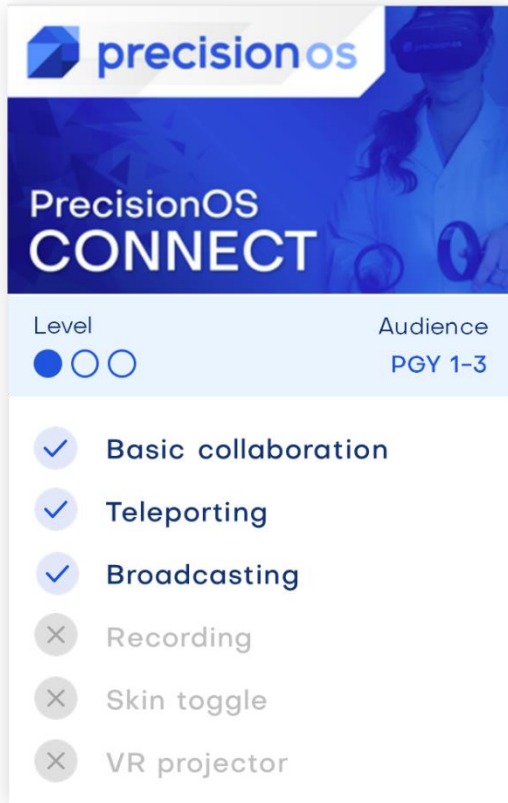 precisionos
PrecisionOS
CONNECT
Level
Audience
PGY 1-3
Basic collaboration
Teleporting
Broadcasting
Recording
Skin toggle
VR projector